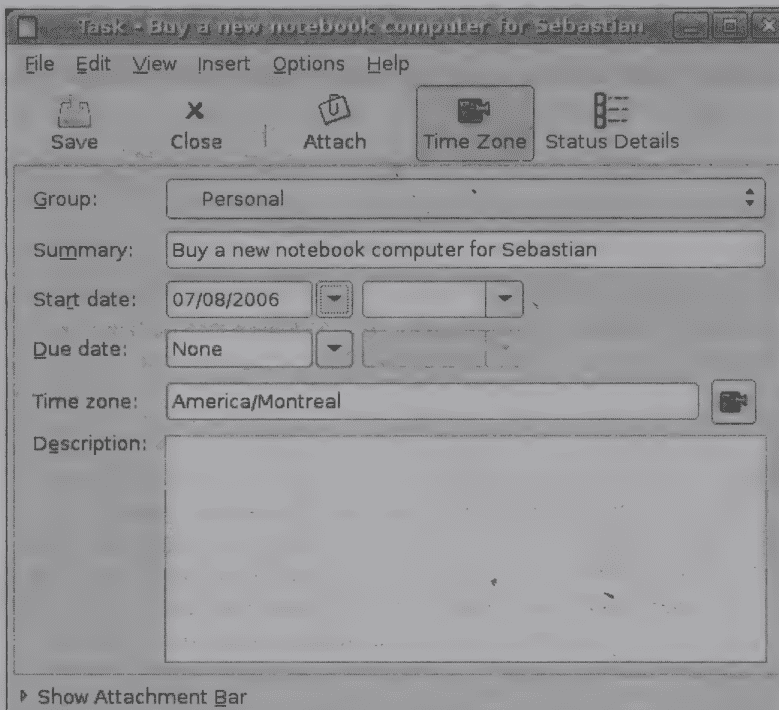 Task - Buy a new notebook computer for Sebastian
File Edit View Insert Options Help
Save Close Attach Time Zone Status Details
Group: Personal
Summary: Buy a new notebook computer for Sebastian
Start date: 07/08/2006
Due date: None
Time zone: America/Montreal
Description:
Show Attachment Bar